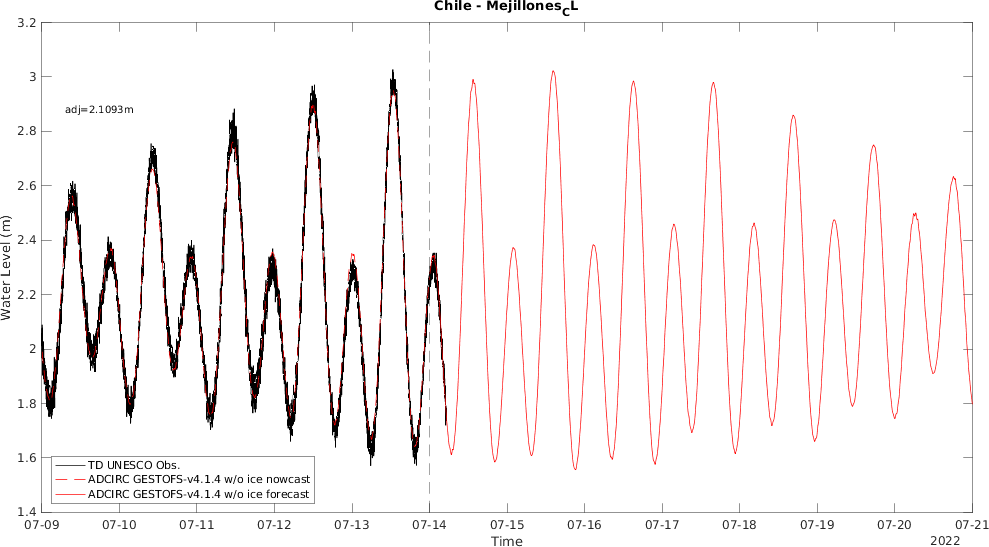 Chile - Mejillones_CL
3.2
3
2.8
2.6
2.4
2.2
2
1.8
1.6
1.4
Water Level (m)
adj=2.1093m
TD UNESCO Obs.
ADCIRC GESTOFS-v4.1.4 w/o ice nowcast
ADCIRC GESTOFS-v4.1.4 w/o ice forecast
07-09 07-10 07-11 07-12 07-13 07-14 07-15 07-16 07-17 07-18 07-19 07-20 07-21
Time
2022